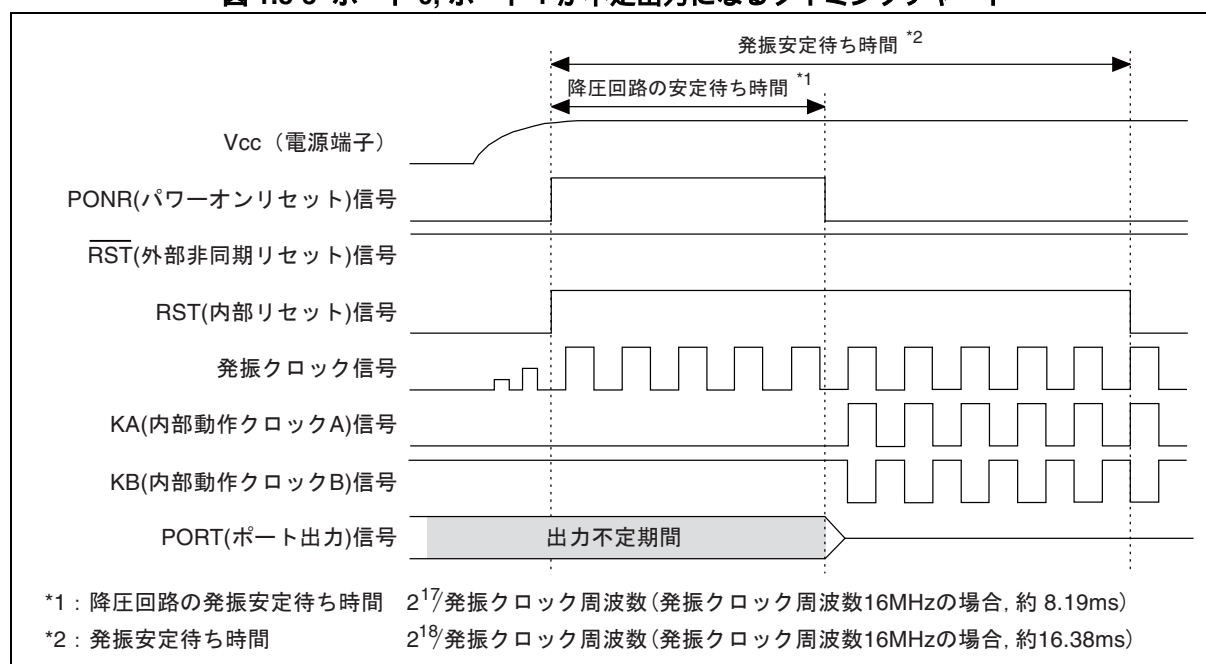 発振安定待ち時間 *2
降圧回路の安定待ち時間 *1
Vcc（電源端子）
PONR(パワーオンリセット)信号
RST(外部非同期リセット)信号
RST(内部リセット)信号
発振クロック信号
KA(内部動作クロックA)信号
KB(内部動作クロックB)信号
PORT(ポート出力)信号 出力不定期間
*1：降圧回路の発振安定待ち時間 2^17/発振クロック周波数(発振クロック周波数16MHzの場合, 約 8.19ms)
*2：発振安定待ち時間 2^18/発振クロック周波数(発振クロック周波数16MHzの場合, 約16.38ms)